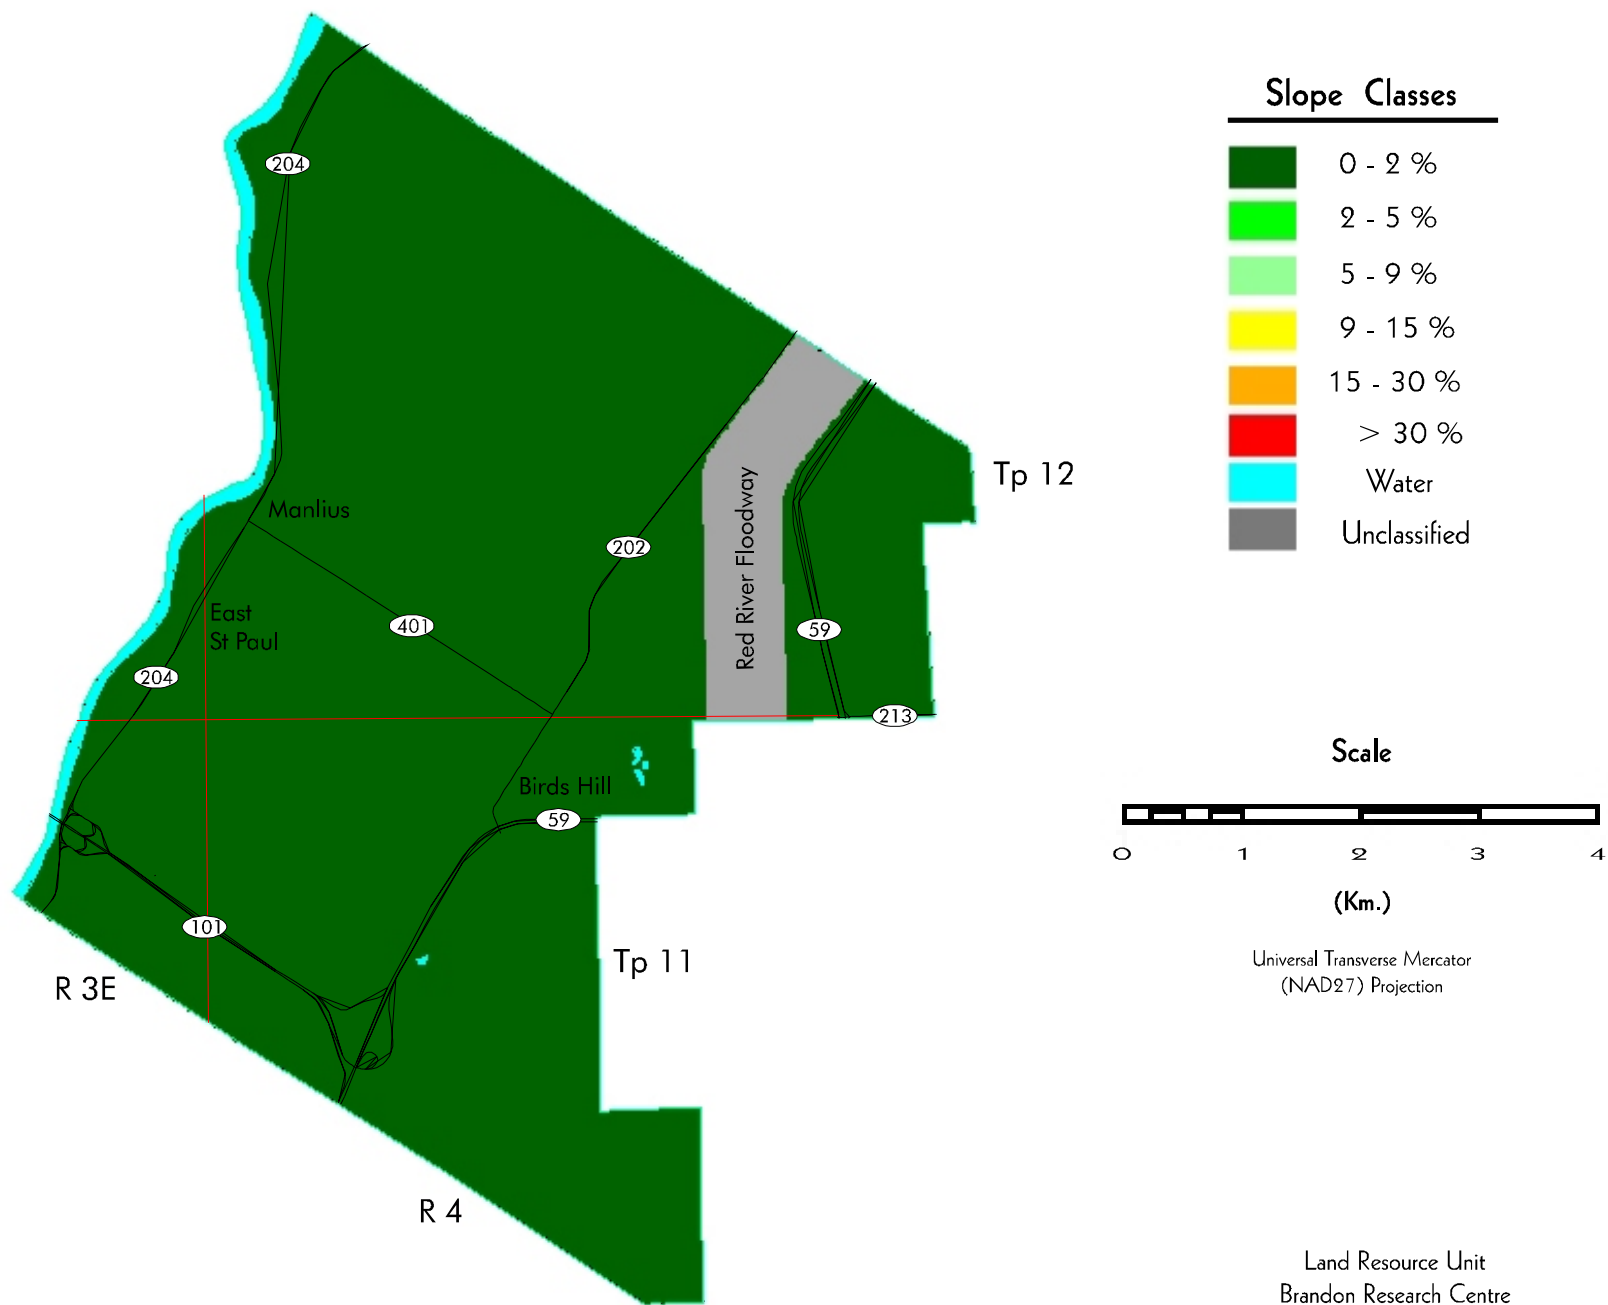 204
Manlius
East
St Paul
204
401
202
Red River Floodway
59
213
Tp 12
Birds Hill
59
101
Tp 11
R 3E
R 4
Slope Classes
0 - 2 %
2 - 5 %
5 - 9 %
9 - 15 %
15 - 30 %
> 30 %
Water
Unclassified
Scale
0 1 2 3 4
(Km.)
Universal Transverse Mercator
(NAD27) Projection
Land Resource Unit
Brandon Research Centre